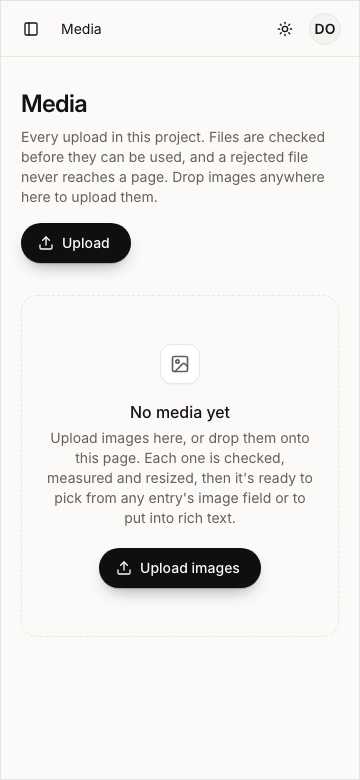 Media
DO
Media
Every upload in this project. Files are checked
before they can be used, and a rejected file
never reaches a page. Drop images anywhere
here to upload them.
Upload
No media yet
Upload images here, or drop them onto
this page. Each one is checked,
measured and resized, then it's ready to
pick from any entry's image field or to
put into rich text.
Upload images